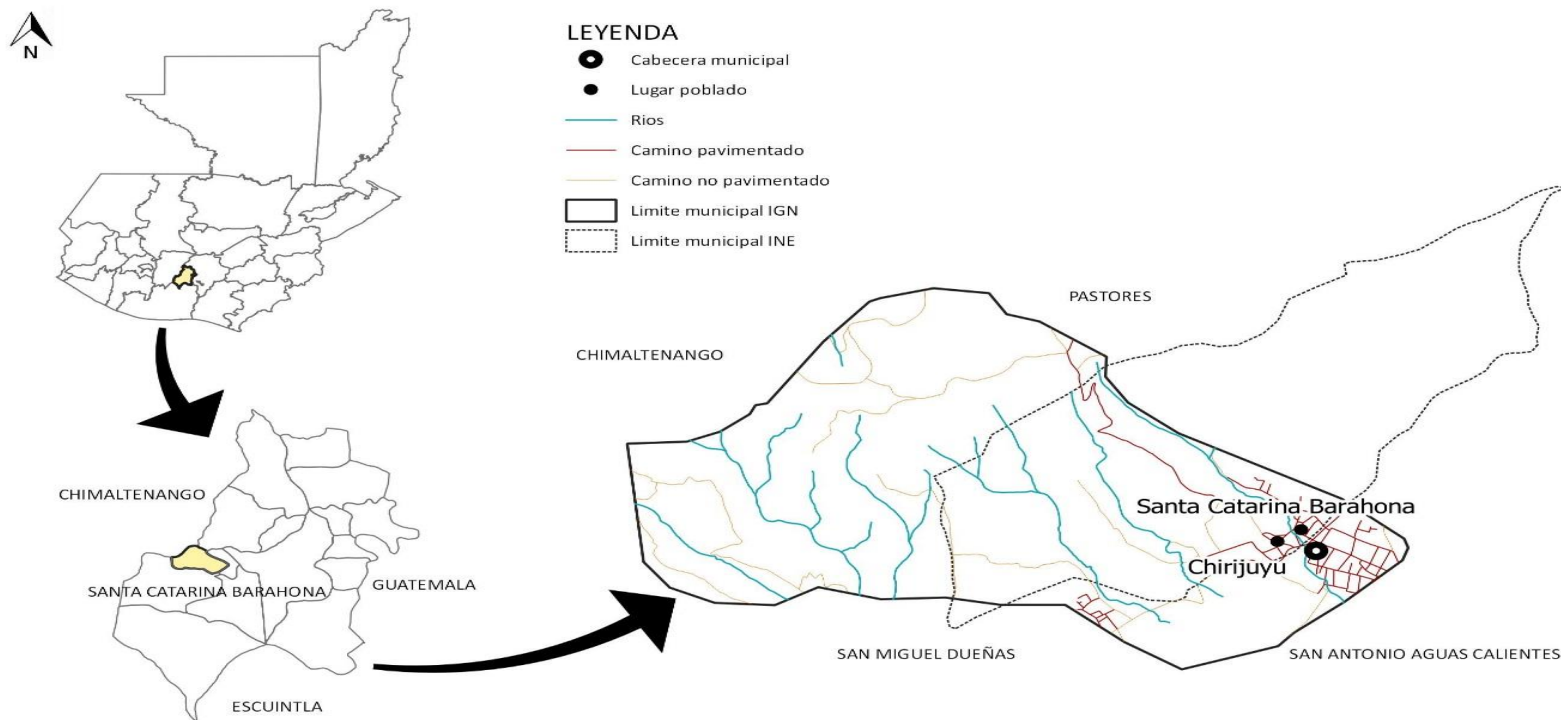 N
LEYENDA
Cabecera municipal
Lugar poblado
Rios
Camino pavimentado
Camino no pavimentado
Limite municipal IGN
Limite municipal INE
PASTORES
CHIMALTENANGO
CHIMALTENANGO
SANTA CATARINA BARAHONA
GUATEMALA
ESCUINTLA
Santa Catarina Barahona
Chirijuyu
SAN MIGUEL DUEÑAS
SAN ANTONIO AGUAS CALIENTES